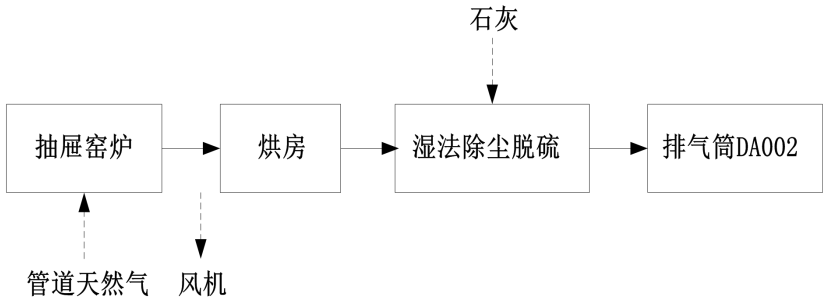 石灰
抽屉窑炉
烘房
湿法除尘脱硫
排气筒DA002
管道天然气
风机